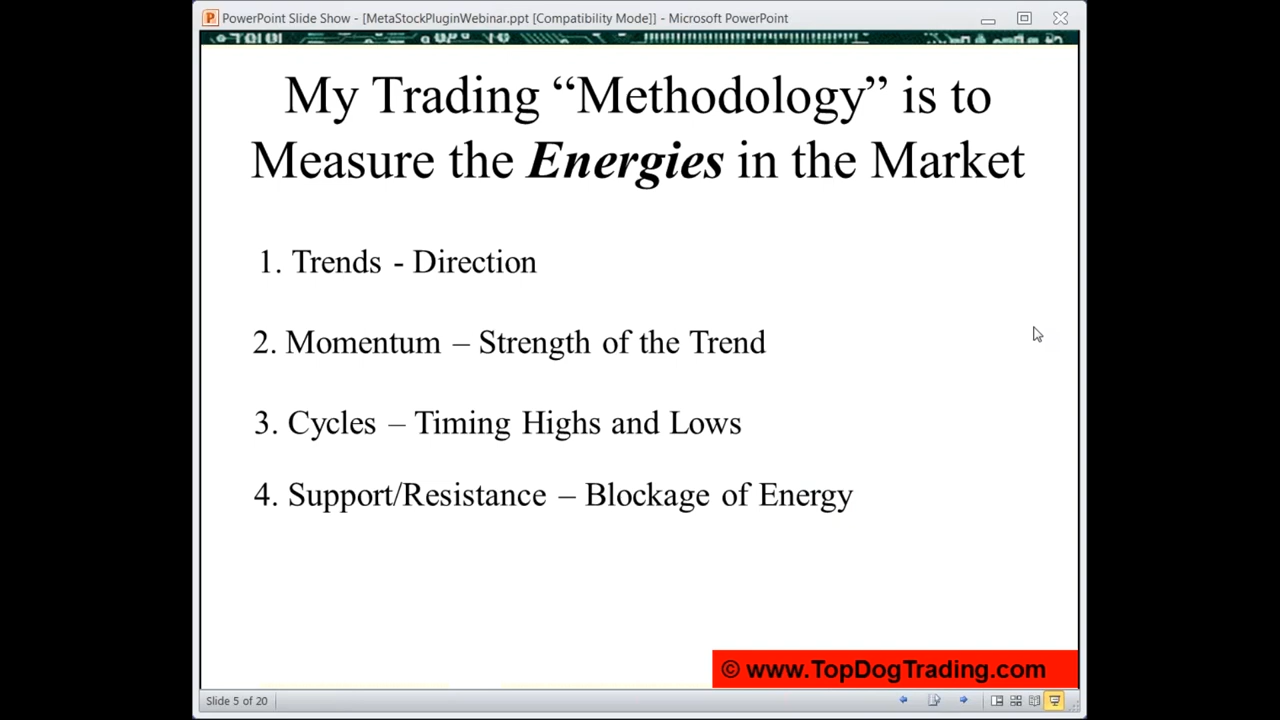 PowerPoint Slide Show - [MetaStockPluginWebinar.ppt [Compatibility Mode]] - Microsoft PowerPoint
My Trading “Methodology” is to
Measure the Energies in the Market
1. Trends - Direction
2. Momentum – Strength of the Trend
3. Cycles – Timing Highs and Lows
4. Support/Resistance – Blockage of Energy
© www.TopDogTrading.com
Slide 5 of 20